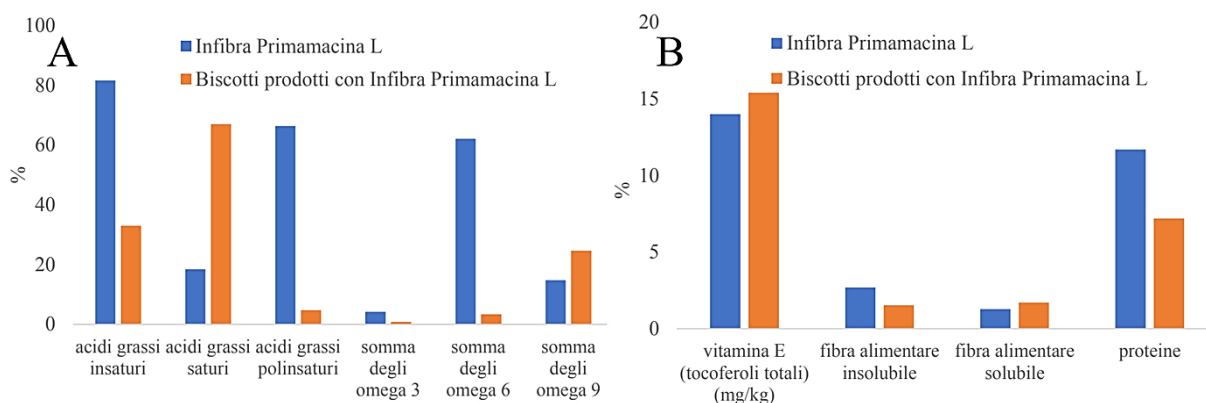 A
100
80
60
40
20
0
%
Infibra Primamacina L
Biscotti prodotti con Infibra Primamacina L
acidi grassi
insaturi
acidi grassi
saturi
acidi grassi
polinsaturi
somma
degli
omega 3
somma
degli
omega 6
somma
degli
omega 9
B
20
15
10
5
0
%
Infibra Primamacina L
Biscotti prodotti con Infibra Primamacina L
vitamina E
(tocoferoli totali)
(mg/kg)
fibra alimentare
insolubile
fibra alimentare
solubile
proteine